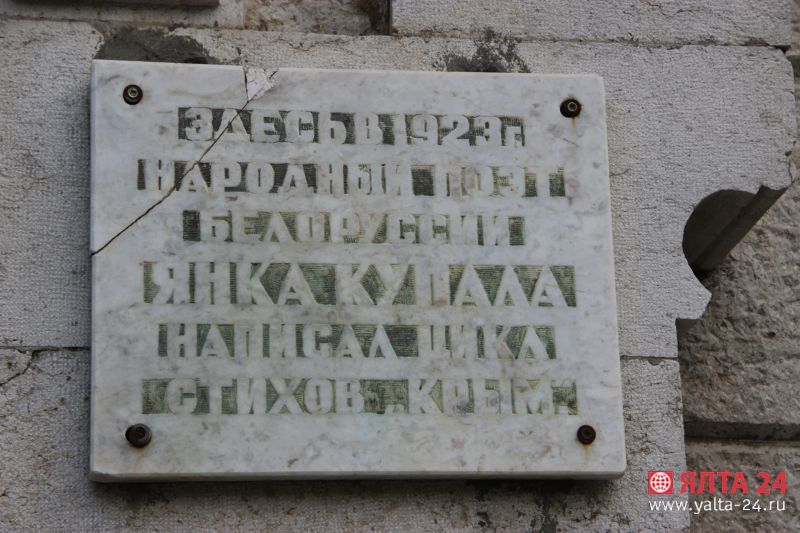 ЗДЕСЬ В 1923 г.
НАРОДНЫЙ ПОЭТ
БЕЛОРУССИИ
ЯНКА КУПАЛА
НАПИСАЛ ЦИКЛ
СТИХОВ „КРЫМ"
ЯЛТА 24
www.yalta-24.ru